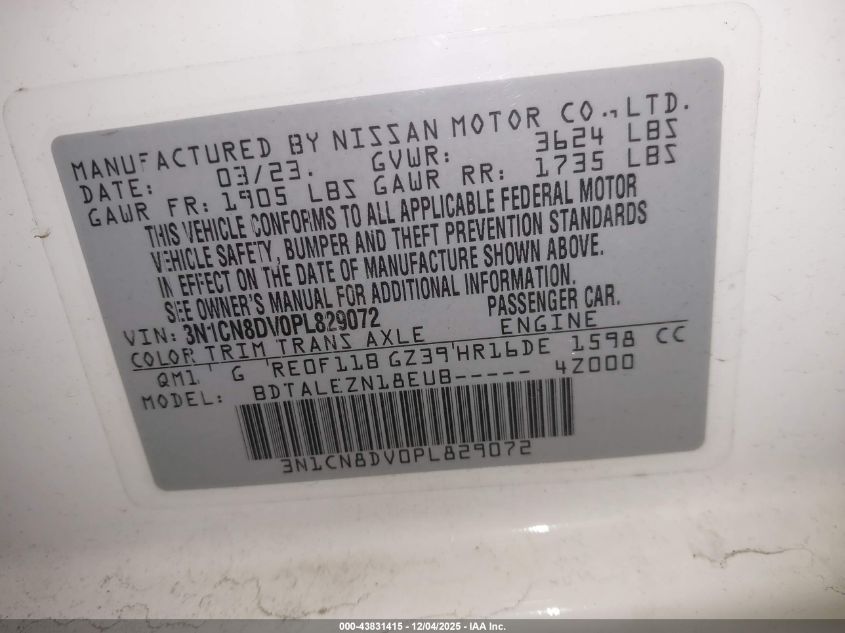 MANUFACTURED BY NISSAN MOTOR CO.,LTD.
DATE: 03/23. GVWR: 3624 LBS
GAWR FR: 1905 LBS GAWR RR: 1735 LBS
THIS VEHICLE CONFORMS TO ALL APPLICABLE FEDERAL MOTOR
VEHICLE SAFETY, BUMPER AND THEFT PREVENTION STANDARDS
IN EFFECT ON THE DATE OF MANUFACTURE SHOWN ABOVE.
SEE OWNER'S MANUAL FOR ADDITIONAL INFORMATION.
VIN: 3N1CN8DV0PL829072 PASSENGER CAR.
COLOR TRIM TRANS AXLE ENGINE
QM1 G RE0F11B GZ39 HR16DE 1598 CC
MODEL: BDTALEZN18EUB----- 4Z000
3N1CN8DV0PL829072
000-43831415 - 12/04/2025 - IAA Inc.